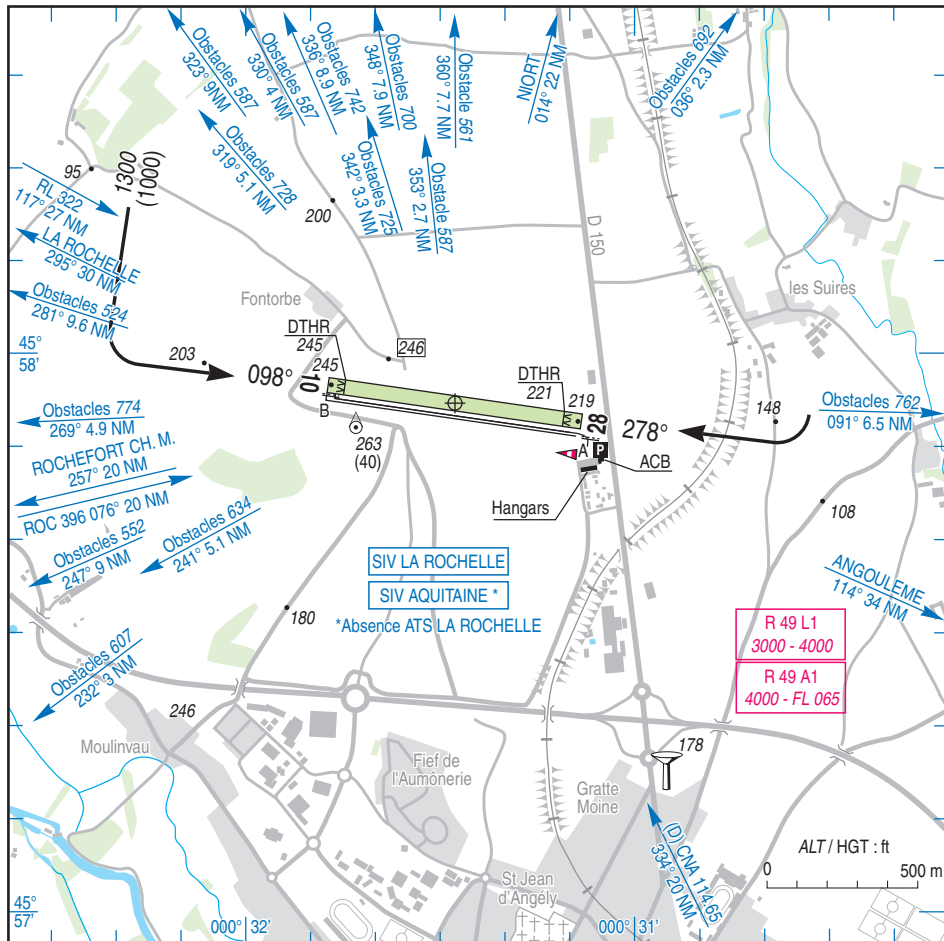 Obstacles 587
323° 9NM
Obstacles 587
330° 4 NM
Obstacles 742
336° 8.9 NM
Obstacles 700
348° 7.9 NM
Obstacle 561
360° 7.7 NM
NIORT
014° 22 NM
Obstacles 692
036° 2.3 NM
Obstacles 728
319° 5.1 NM
Obstacles 725
342° 3.3 NM
Obstacle 587
353° 2.7 NM
95
1300
(1000)
RL 322
117° 27 NM
LA ROCHELLE
295° 30 NM
Obstacles 524
281° 9.6 NM
200
D 150
Fontorbe
les Suires
45°
58'
203
098°
DTHR
245
245
246
10
B
DTHR
221
219
28
278°
148
Obstacles 762
091° 6.5 NM
263
(40)
A
P
ACB
Hangars
Obstacles 774
269° 4.9 NM
ROCHEFORT CH. M.
257° 20 NM
ROC 396 076° 20 NM
Obstacles 552
247° 9 NM
Obstacles 634
241° 5.1 NM
108
SIV LA ROCHELLE
SIV AQUITAINE *
*Absence ATS LA ROCHELLE
ANGOULEME
114° 34 NM
180
R 49 L1
3000 - 4000
R 49 A1
4000 - FL 065
Obstacles 607
232° 3 NM
246
Moulinvau
Fief de
l'Aumônerie
178
Gratte
Moine
(D) CNA 114.65
334° 20 NM
ALT / HGT : ft
0
500 m
St Jean
d'Angély
45°
57'
000° 32'
000° 31'